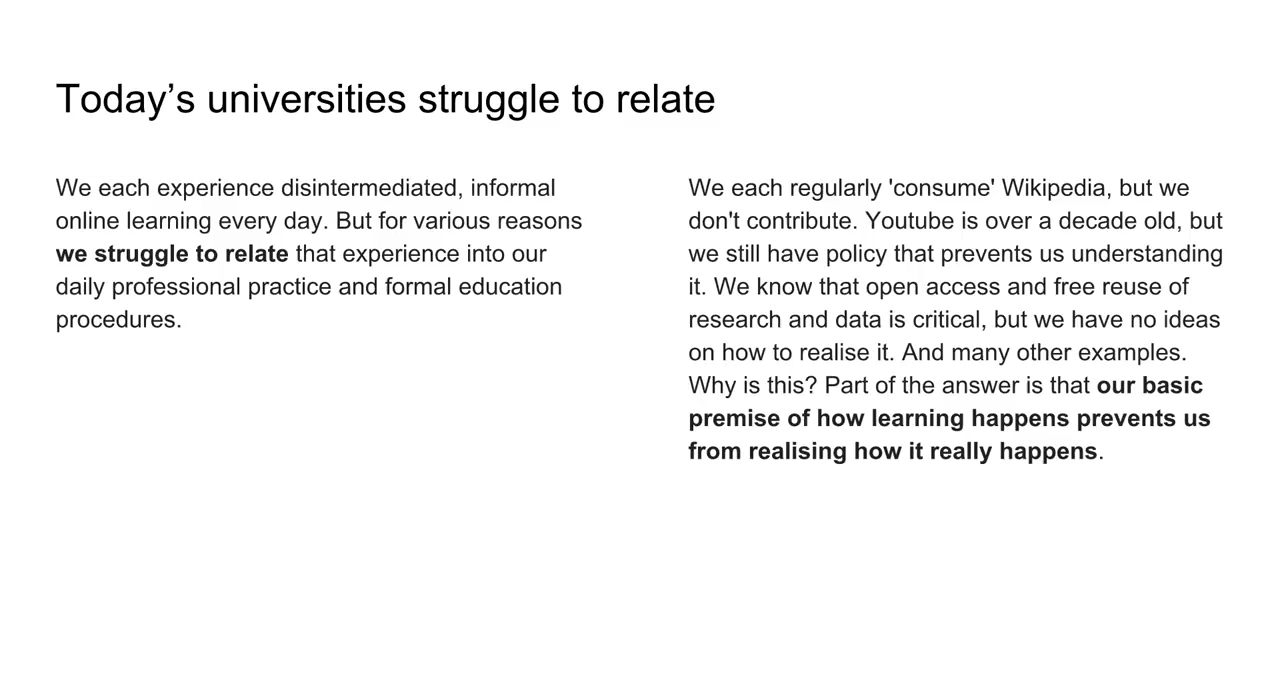 Today’s universities struggle to relate
We each experience disintermediated, informal
online learning every day. But for various reasons
we struggle to relate that experience into our
daily professional practice and formal education
procedures.
We each regularly 'consume' Wikipedia, but we
don't contribute. Youtube is over a decade old, but
we still have policy that prevents us understanding
it. We know that open access and free reuse of
research and data is critical, but we have no ideas
on how to realise it. And many other examples.
Why is this? Part of the answer is that our basic
premise of how learning happens prevents us
from realising how it really happens.